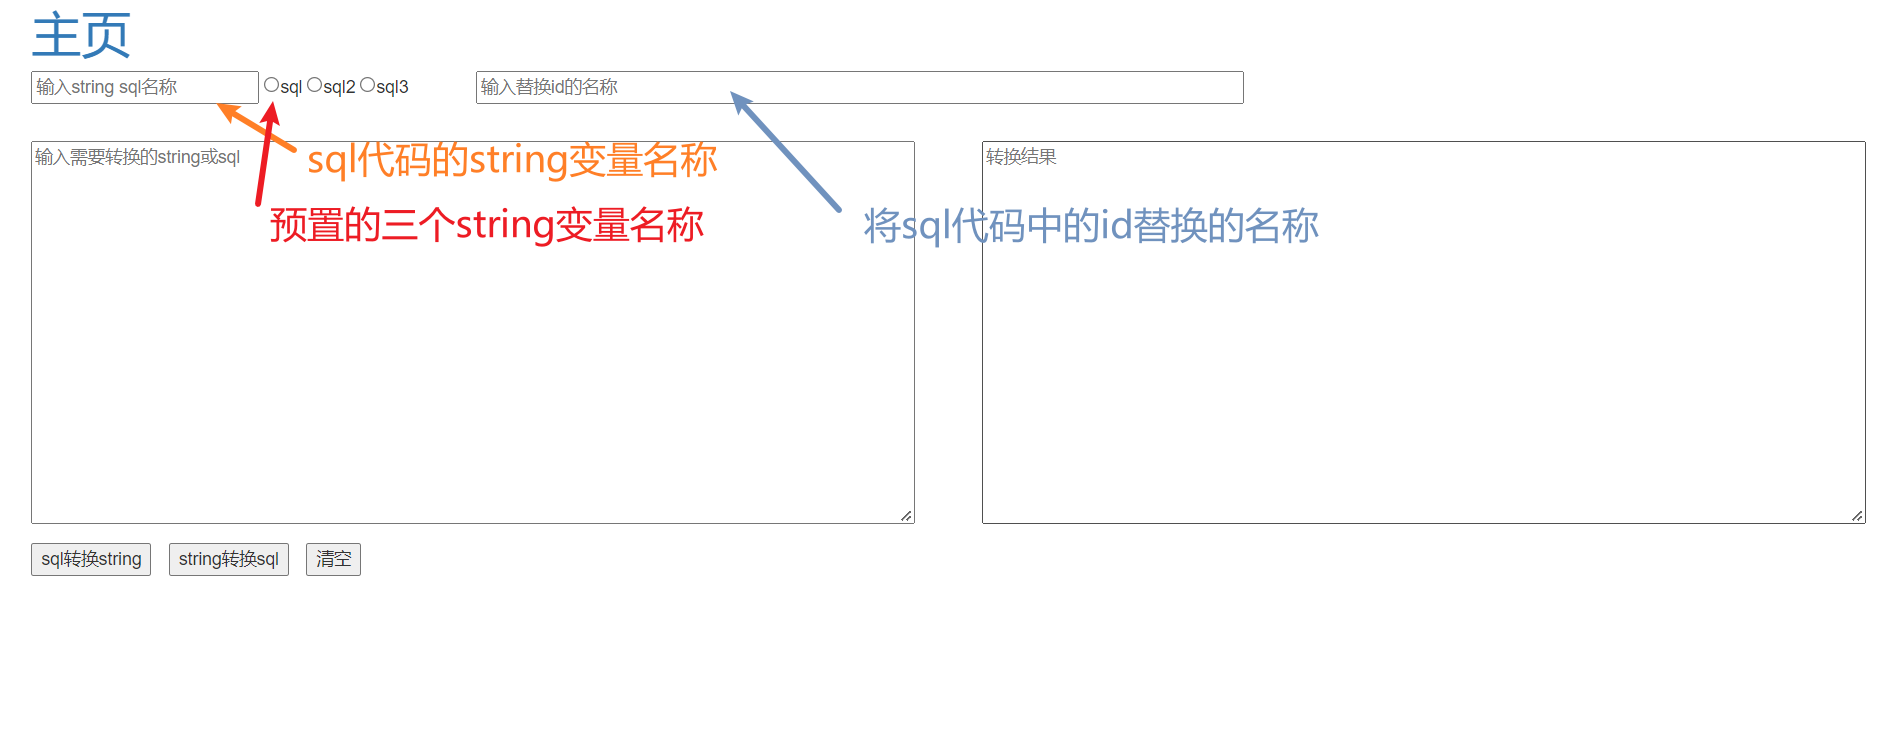 主页
输入string sql名称 sql sql2 sql3 输入替换id的名称
输入需要转换的string或sql
sql代码的string变量名称
转换结果
预置的三个string变量名称
将sql代码中的id替换的名称
sql转换string string转换sql 清空